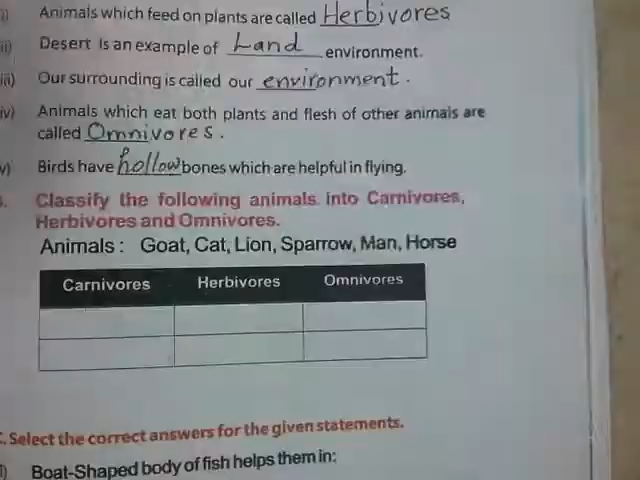 i) Animals which feed on plants are called Herbivores
ii) Desert is an example of Land environment.
iii) Our surrounding is called our environment.
iv) Animals which eat both plants and flesh of other animals are
called Omnivores.
v) Birds have hollow bones which are helpful in flying.
Classify the following animals into Carnivores,
Herbivores and Omnivores.
Animals : Goat, Cat, Lion, Sparrow, Man, Horse
Carnivores Herbivores Omnivores
C. Select the correct answers for the given statements.
Boat-Shaped body of fish helps them in: